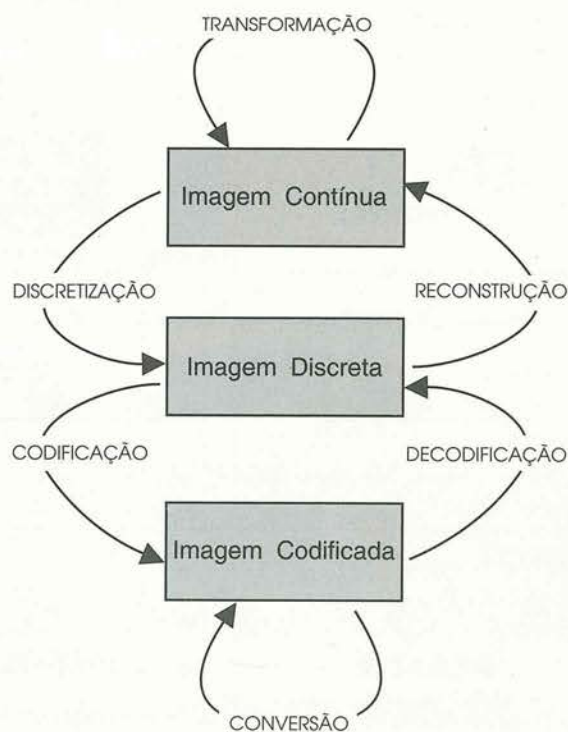 TRANSFORMAÇÃO
Imagem Contínua
DISCRETIZAÇÃO
RECONSTRUÇÃO
Imagem Discreta
CODIFICAÇÃO
DECODIFICAÇÃO
Imagem Codificada
CONVERSÃO